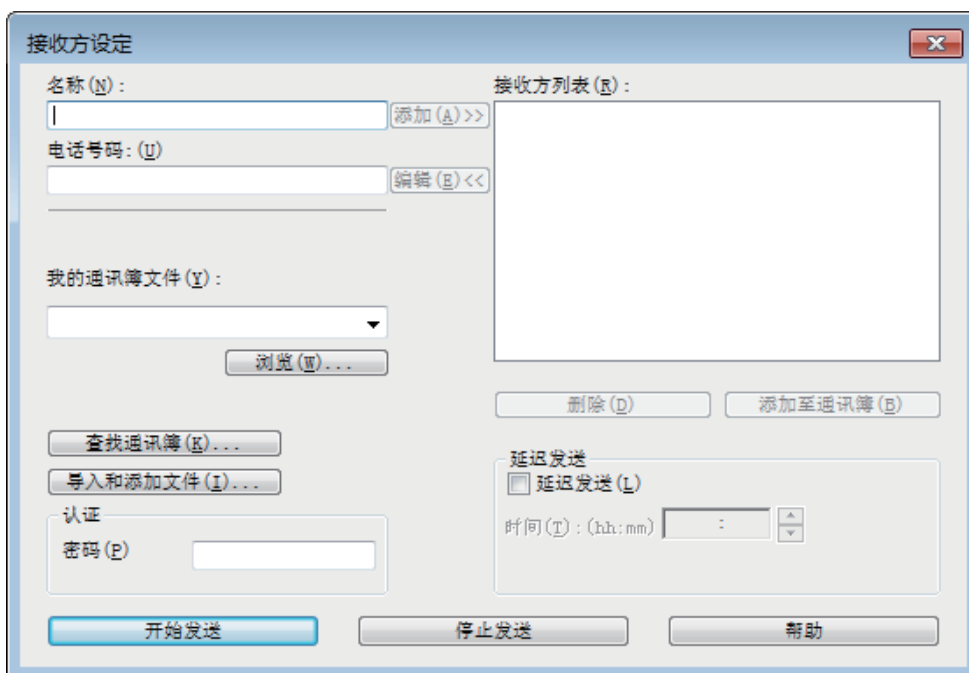 接收方设定
名称(N):
添加(A)>>
电话号码:(U)
编辑(E)<<
我的通讯簿文件(Y):
浏览(W)...
查找通讯簿(K)...
导入和添加文件(I)...
认证
密码(P)
接收方列表(R):
删除(D)
添加至通讯簿(B)
延迟发送
延迟发送(L)
时间(T):(hh:mm)
:
开始发送
停止发送
帮助